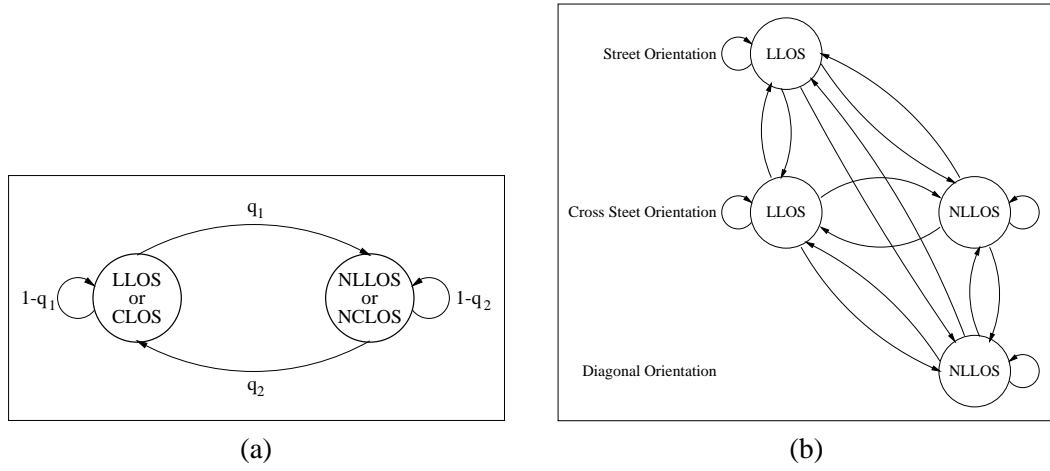 q1
LLOS
or
CLOS
NLLOS
or
NCLOS
1-q1
1-q2
q2
(a)
Street Orientation
LLOS
Cross Steet Orientation
LLOS
NLLOS
Diagonal Orientation
NLLOS
(b)